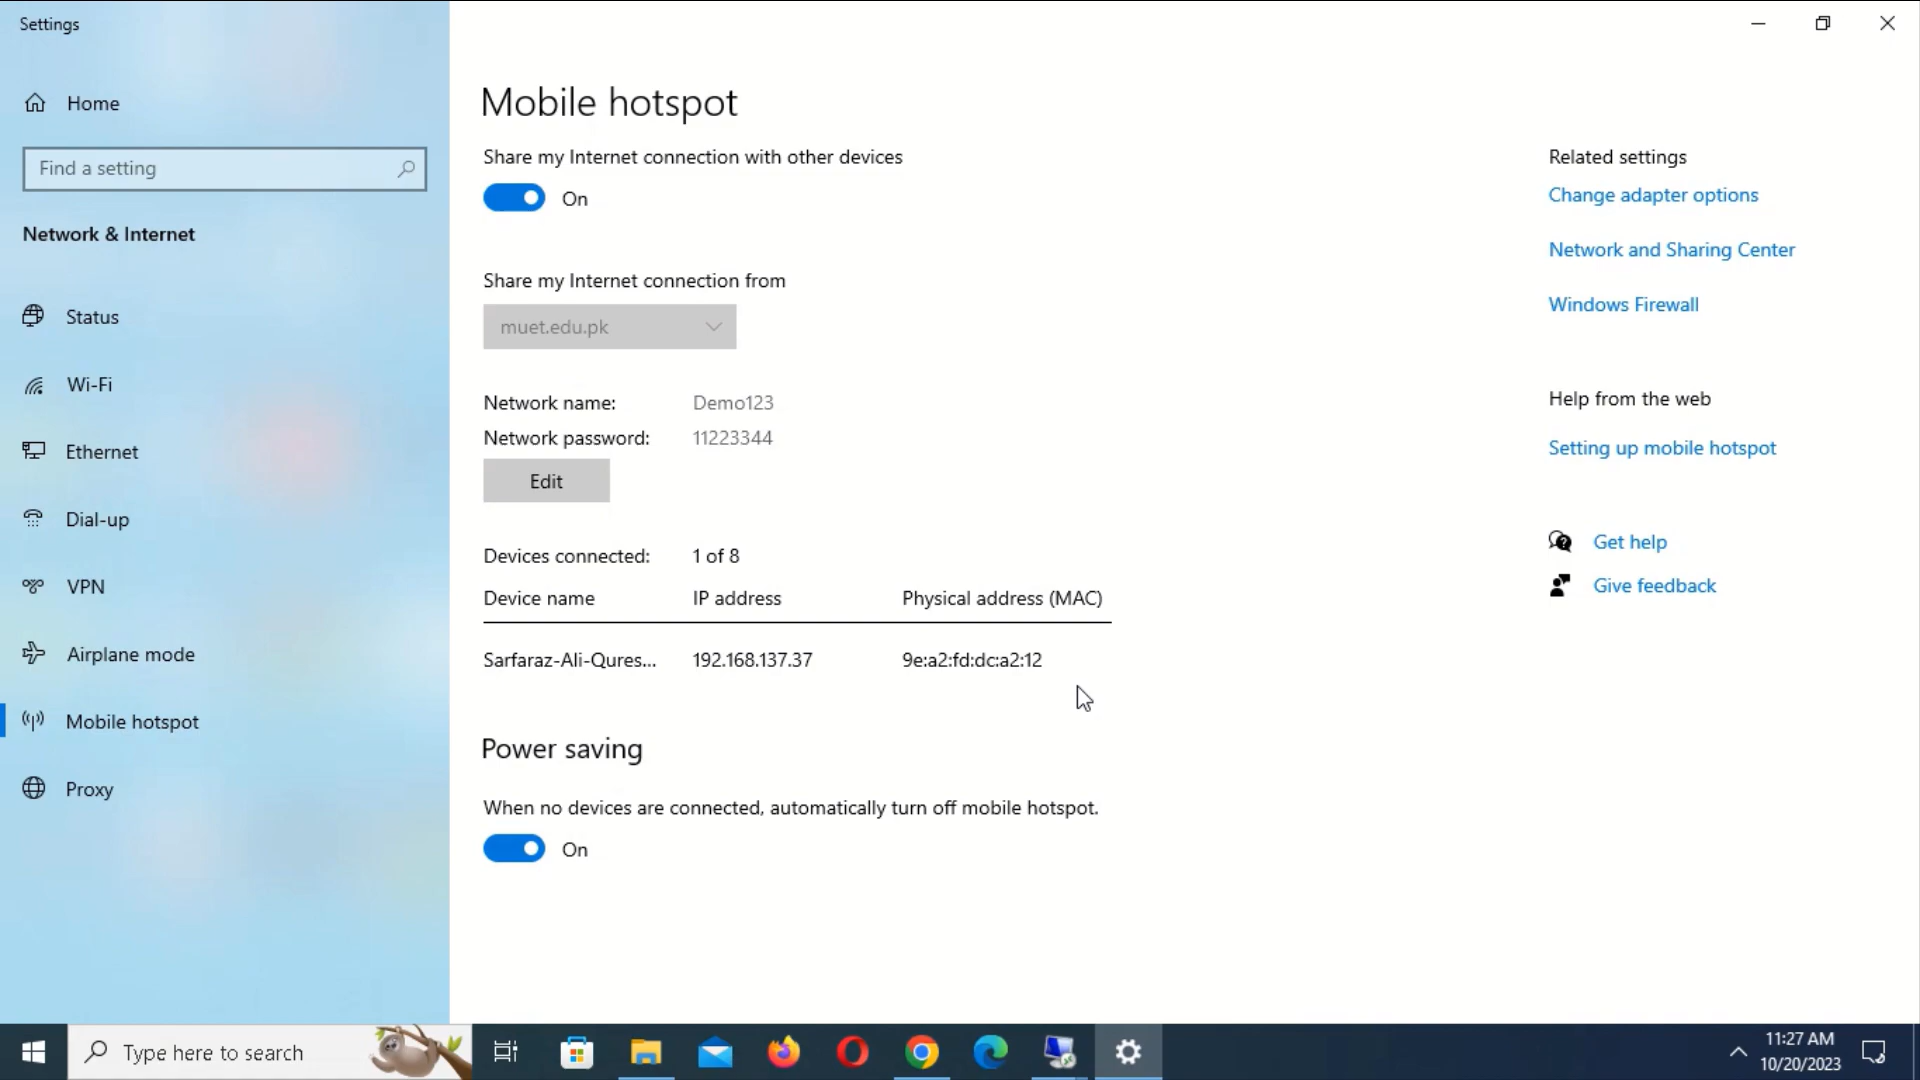 Settings
Home
Find a setting
Network & Internet
Status
Wi-Fi
Ethernet
Dial-up
VPN
Airplane mode
Mobile hotspot
Proxy
Mobile hotspot
Share my Internet connection with other devices
On
Share my Internet connection from
muet.edu.pk
Network name: Demo123
Network password: 11223344
Edit
Devices connected: 1 of 8
Device name IP address Physical address (MAC)
Sarfaraz-Ali-Qures... 192.168.137.37 9e:a2:fd:dc:a2:12
Power saving
When no devices are connected, automatically turn off mobile hotspot.
On
Related settings
Change adapter options
Network and Sharing Center
Windows Firewall
Help from the web
Setting up mobile hotspot
Get help
Give feedback
Type here to search
11:27 AM
10/20/2023